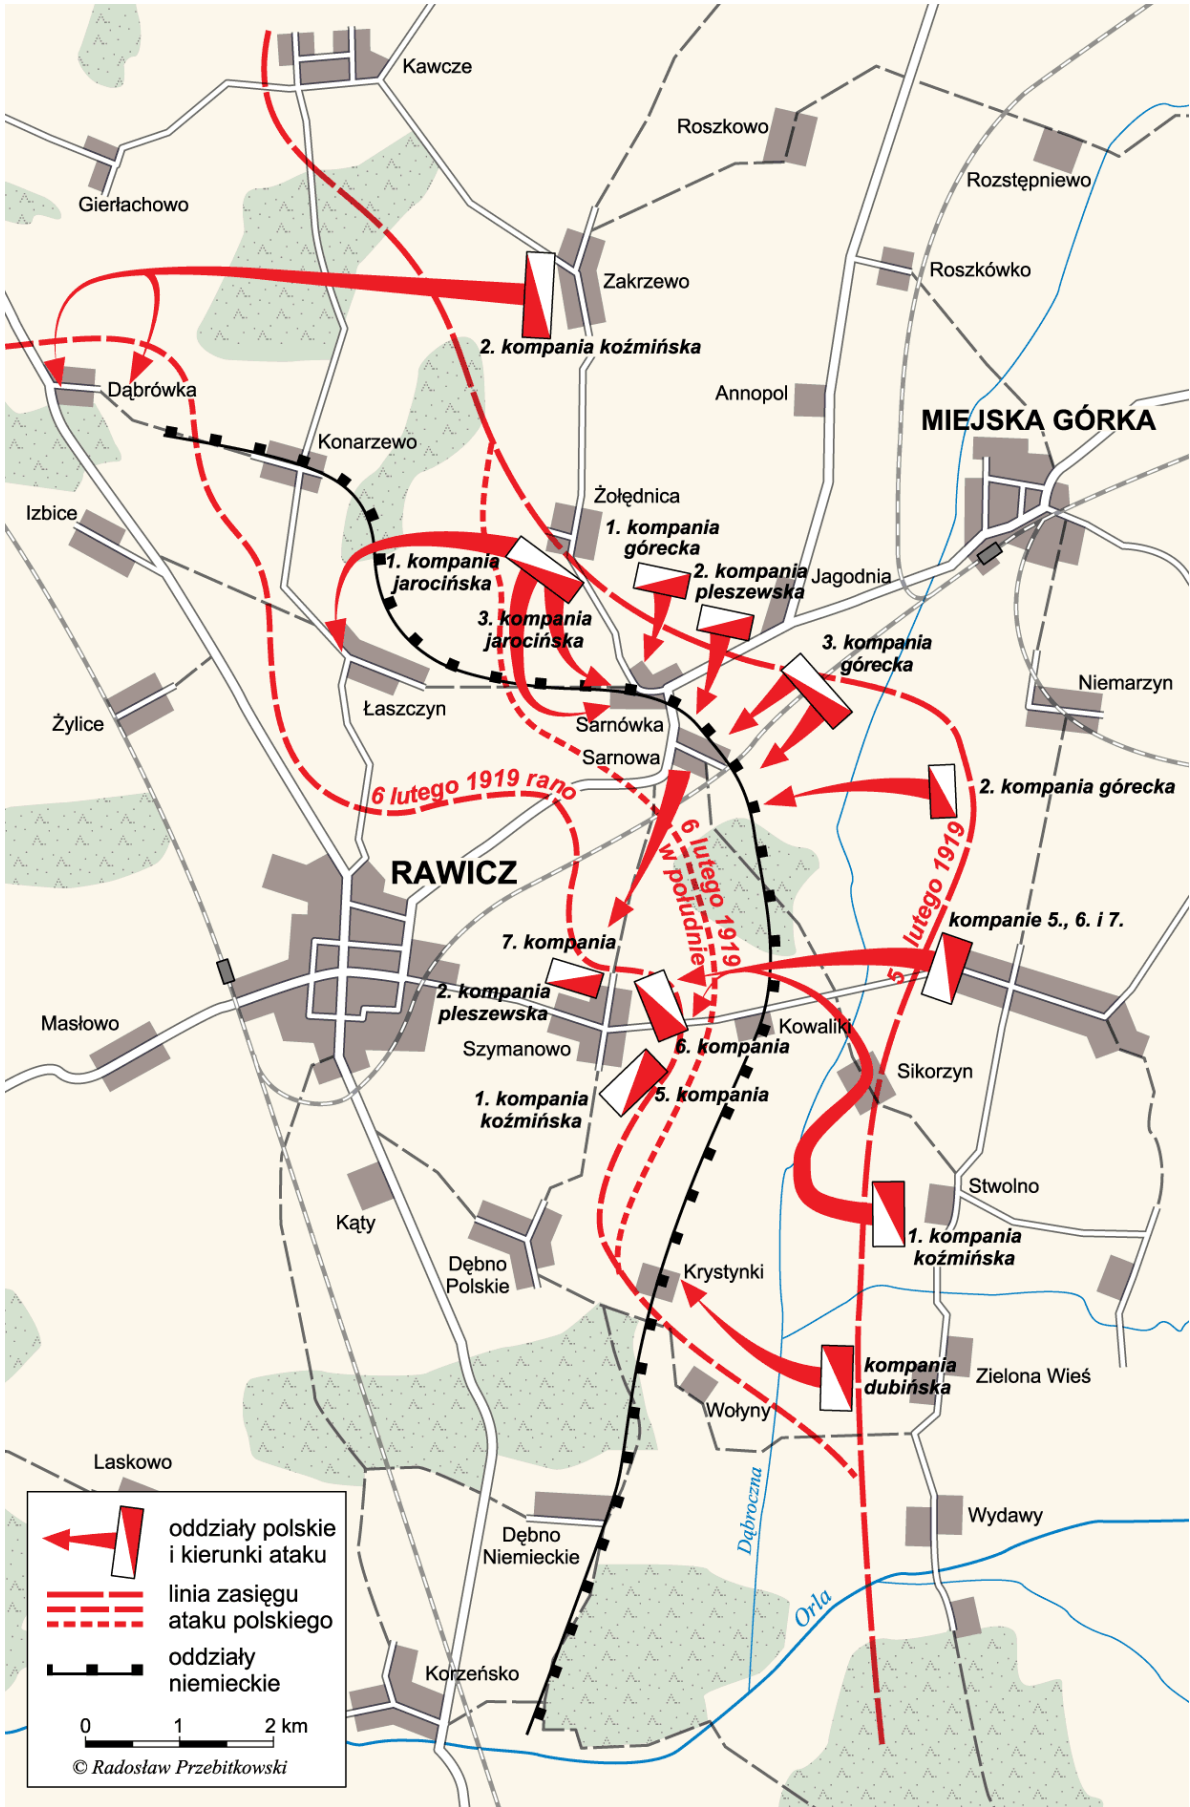 Kawcze
Roszkowo
Rozstępniewo
Gierłachowo
Roszkówko
Zakrzewo
2. kompania koźmińska
Dąbrówka
Annopol
MIEJSKA GÓRKA
Konarzewo
Żołędnica
Izbice
1. kompania
górecka
1. kompania
jarocińska
2. kompania
pleszewska
Jagodnia
3. kompania
jarocińska
3. kompania
górecka
Niemarzyn
Łaszczyn
Żylice
Sarnówka
Sarnowa
6 lutego 1919 rano
2. kompania górecka
6 lutego 1919
w południe
5 lutego 1919
RAWICZ
kompanie 5., 6. i 7.
7. kompania
2. kompania
pleszewska
Masłowo
Szymanowo
Kowaliki
6. kompania
Sikorzyn
5. kompania
1. kompania
koźmińska
Stwolno
Kąty
1. kompania
koźmińska
Dębno
Polskie
Krystynki
kompania
dubińska
Zielona Wieś
Wołyny
Laskowo
Dąbroczna
Wydawy
Dębno
Niemieckie
Orla
Korzeńsko
oddziały polskie
i kierunki ataku
linia zasięgu
ataku polskiego
oddziały
niemieckie
0 1 2 km
© Radosław Przebitkowski